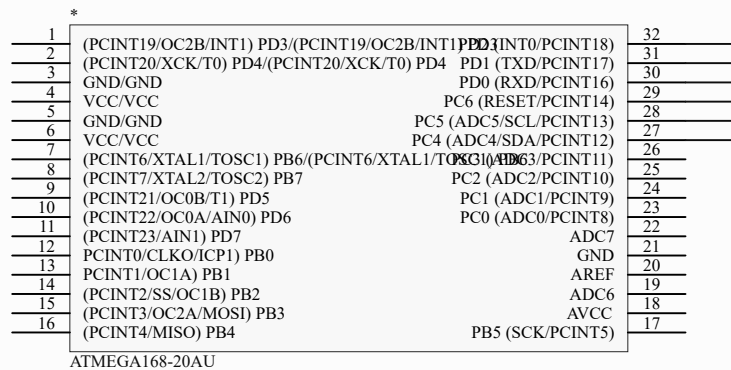 *
1 (PCINT19/OC2B/INT1) PD3/(PCINT19/OC2B/INT1) PD3 PD2 (INT0/PCINT18) 32
2 (PCINT20/XCK/T0) PD4/(PCINT20/XCK/T0) PD4 PD1 (TXD/PCINT17) 31
3 GND/GND PD0 (RXD/PCINT16) 30
4 VCC/VCC PC6 (RESET/PCINT14) 29
5 GND/GND PC5 (ADC5/SCL/PCINT13) 28
6 VCC/VCC PC4 (ADC4/SDA/PCINT12) 27
7 (PCINT6/XTAL1/TOSC1) PB6/(PCINT6/XTAL1/TOSC1) PB6 PC3 (ADC3/PCINT11) 26
8 (PCINT7/XTAL2/TOSC2) PB7 PC2 (ADC2/PCINT10) 25
9 (PCINT21/OC0B/T1) PD5 PC1 (ADC1/PCINT9) 24
10 (PCINT22/OC0A/AIN0) PD6 PC0 (ADC0/PCINT8) 23
11 (PCINT23/AIN1) PD7 ADC7 22
12 PCINT0/CLKO/ICP1) PB0 GND 21
13 PCINT1/OC1A) PB1 AREF 20
14 (PCINT2/SS/OC1B) PB2 ADC6 19
15 (PCINT3/OC2A/MOSI) PB3 AVCC 18
16 (PCINT4/MISO) PB4 PB5 (SCK/PCINT5) 17
ATMEGA168-20AU